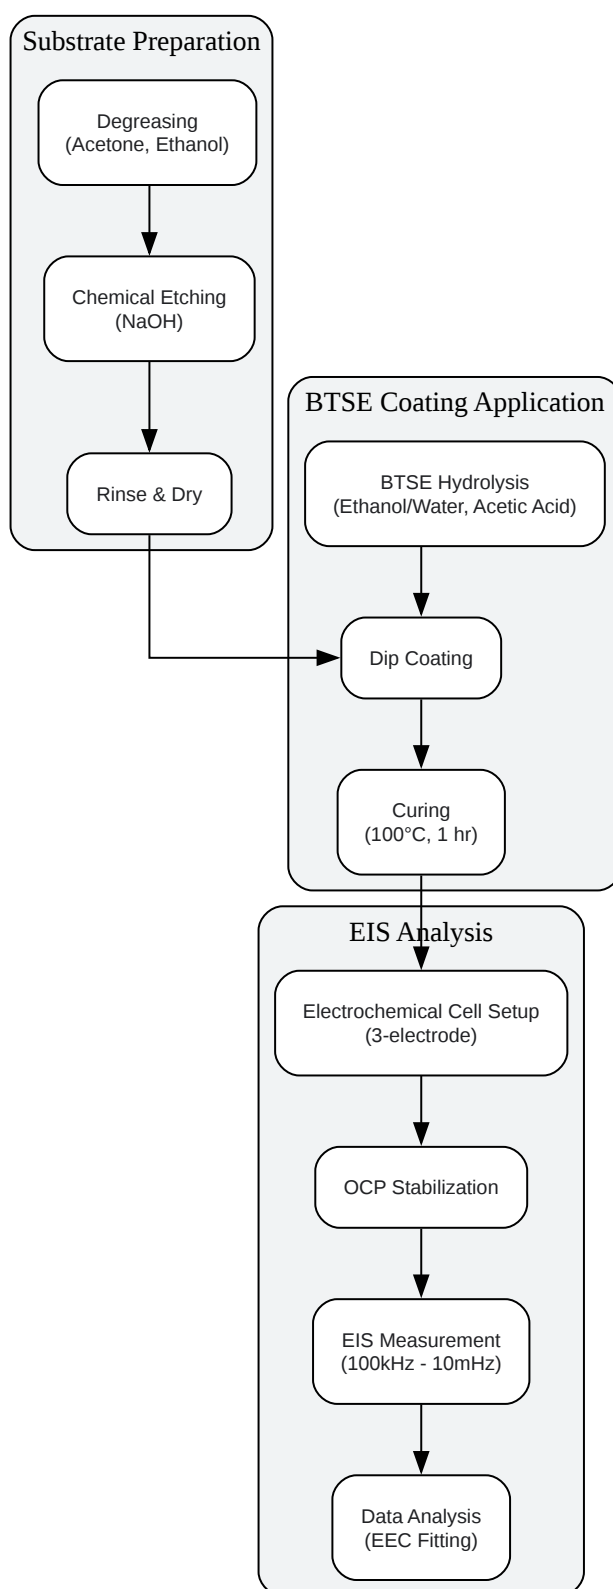 Substrate Preparation
Degreasing
(Acetone, Ethanol)
Chemical Etching
(NaOH)
Rinse & Dry
BTSE Coating Application
BTSE Hydrolysis
(Ethanol/Water, Acetic Acid)
Dip Coating
Curing
(100°C, 1 hr)
EIS Analysis
Electrochemical Cell Setup
(3-electrode)
OCP Stabilization
EIS Measurement
(100kHz - 10mHz)
Data Analysis
(EEC Fitting)